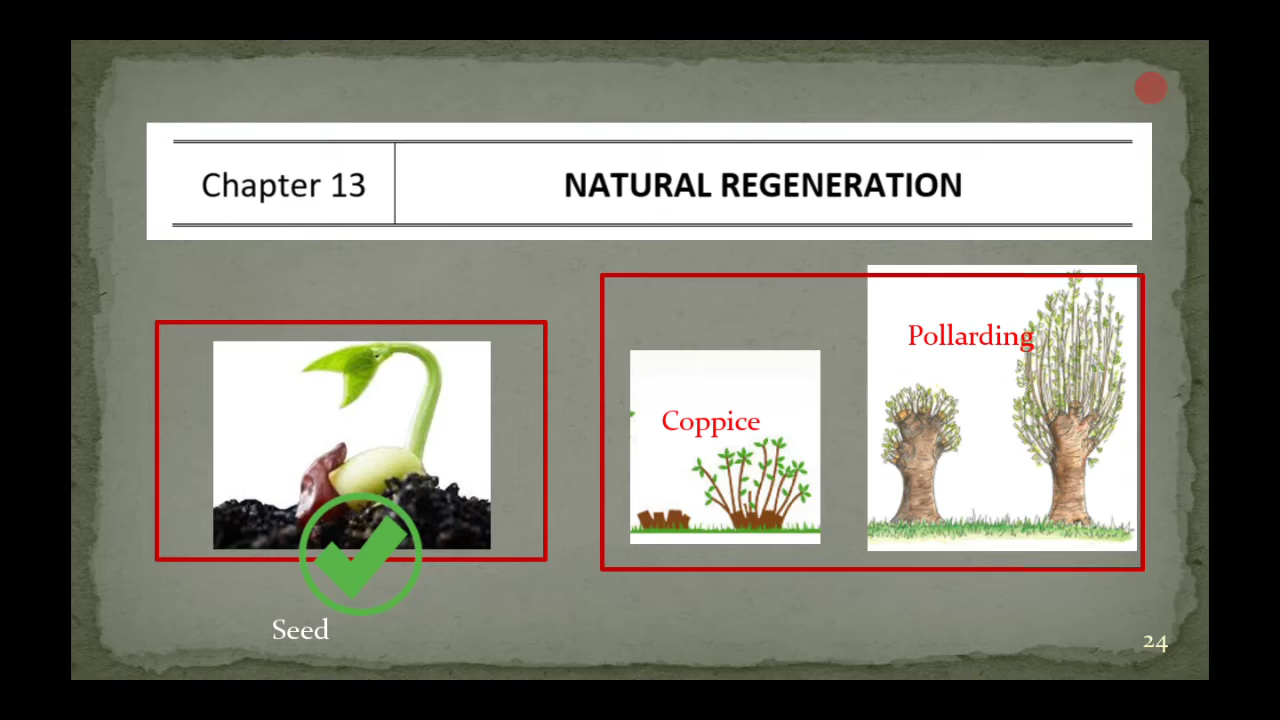 Chapter 13
NATURAL REGENERATION
Pollarding
Coppice
Seed
24